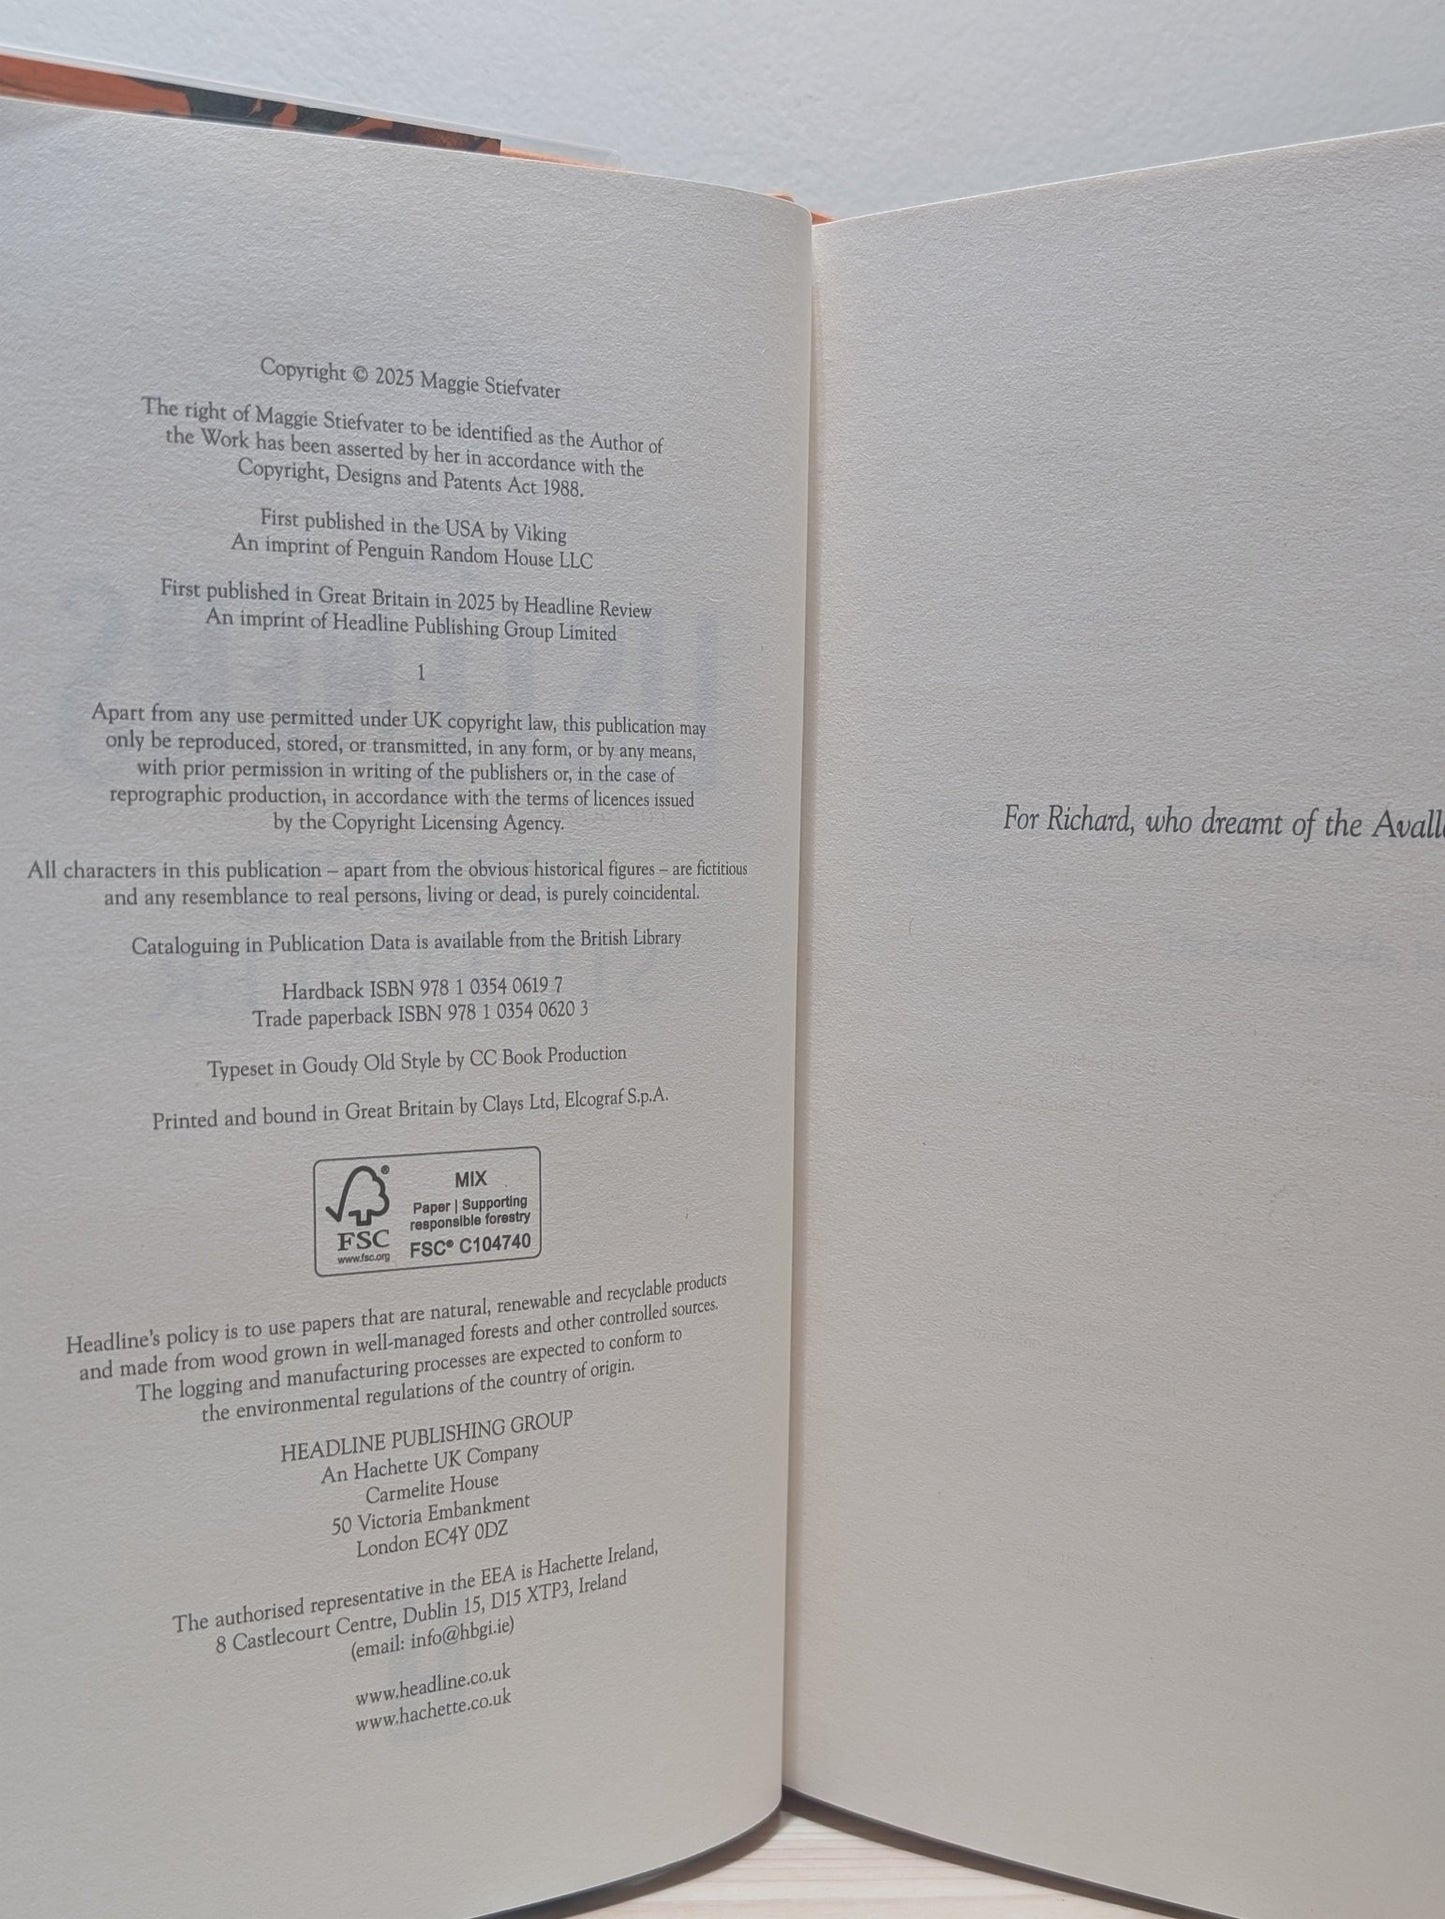 Copyright © 2025 Maggie Stiefvater
The right of Maggie Stiefvater to be identified as the Author of
the Work has been asserted by her in accordance with the
Copyright, Designs and Patents Act 1988.
First published in the USA by Viking
An imprint of Penguin Random House LLC
First published in Great Britain in 2025 by Headline Review
An imprint of Headline Publishing Group Limited
1
Apart from any use permitted under UK copyright law, this publication may
only be reproduced, stored, or transmitted, in any form, or by any means,
with prior permission in writing of the publishers or, in the case of
reprographic production, in accordance with the terms of licences issued
by the Copyright Licensing Agency.
All characters in this publication – apart from the obvious historical figures – are fictitious
and any resemblance to real persons, living or dead, is purely coincidental.
Cataloguing in Publication Data is available from the British Library
Hardback ISBN 978 1 0354 0619 7
Trade paperback ISBN 978 1 0354 0620 3
Typeset in Goudy Old Style by CC Book Production
Printed and bound in Great Britain by Clays Ltd, Elcograf S.p.A.
FSC
www.fsc.org
MIX
Paper | Supporting
responsible forestry
FSC® C104740
Headline's policy is to use papers that are natural, renewable and recyclable products
and made from wood grown in well-managed forests and other controlled sources.
The logging and manufacturing processes are expected to conform to
the environmental regulations of the country of origin.
HEADLINE PUBLISHING GROUP
An Hachette UK Company
Carmelite House
50 Victoria Embankment
London EC4Y 0DZ
The authorised representative in the EEA is Hachette Ireland,
8 Castlecourt Centre, Dublin 15, D15 XTP3, Ireland
(email: info@hbgi.ie)
www.headline.co.uk
www.hachette.co.uk
For Richard, who dreamt of the